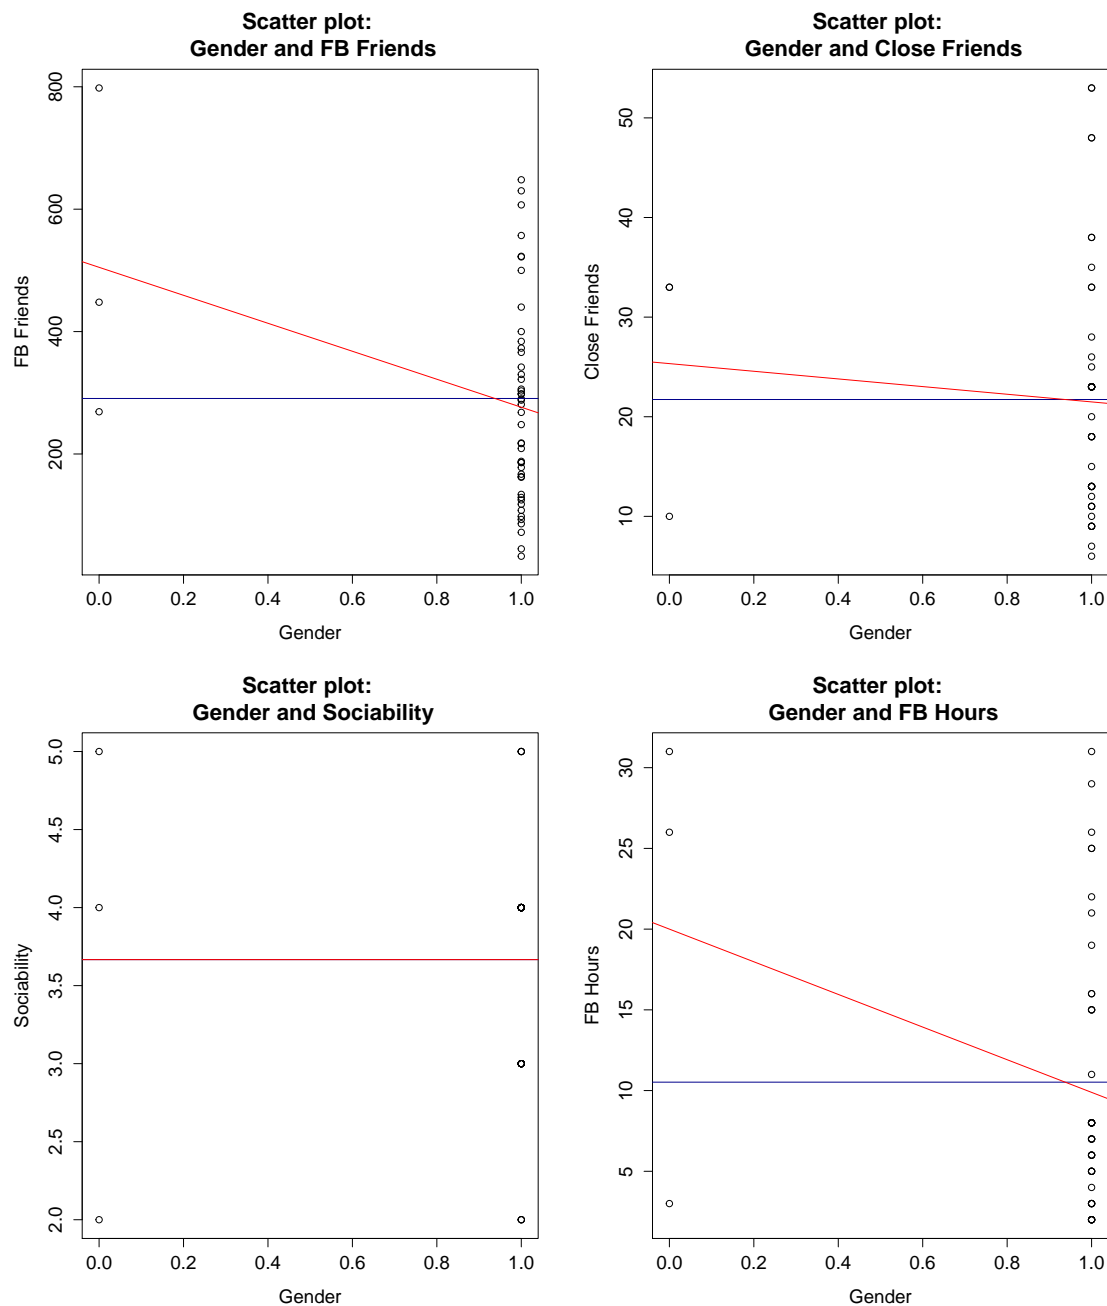 Scatter plot:
Gender and FB Friends
800
600
400
200
FB Friends
0.0 0.2 0.4 0.6 0.8 1.0
Gender
Scatter plot:
Gender and Close Friends
50
40
30
20
10
Close Friends
0.0 0.2 0.4 0.6 0.8 1.0
Gender
Scatter plot:
Gender and Sociability
5.0
4.5
4.0
3.5
3.0
2.5
2.0
Sociability
0.0 0.2 0.4 0.6 0.8 1.0
Gender
Scatter plot:
Gender and FB Hours
30
25
20
15
10
5
FB Hours
0.0 0.2 0.4 0.6 0.8 1.0
Gender